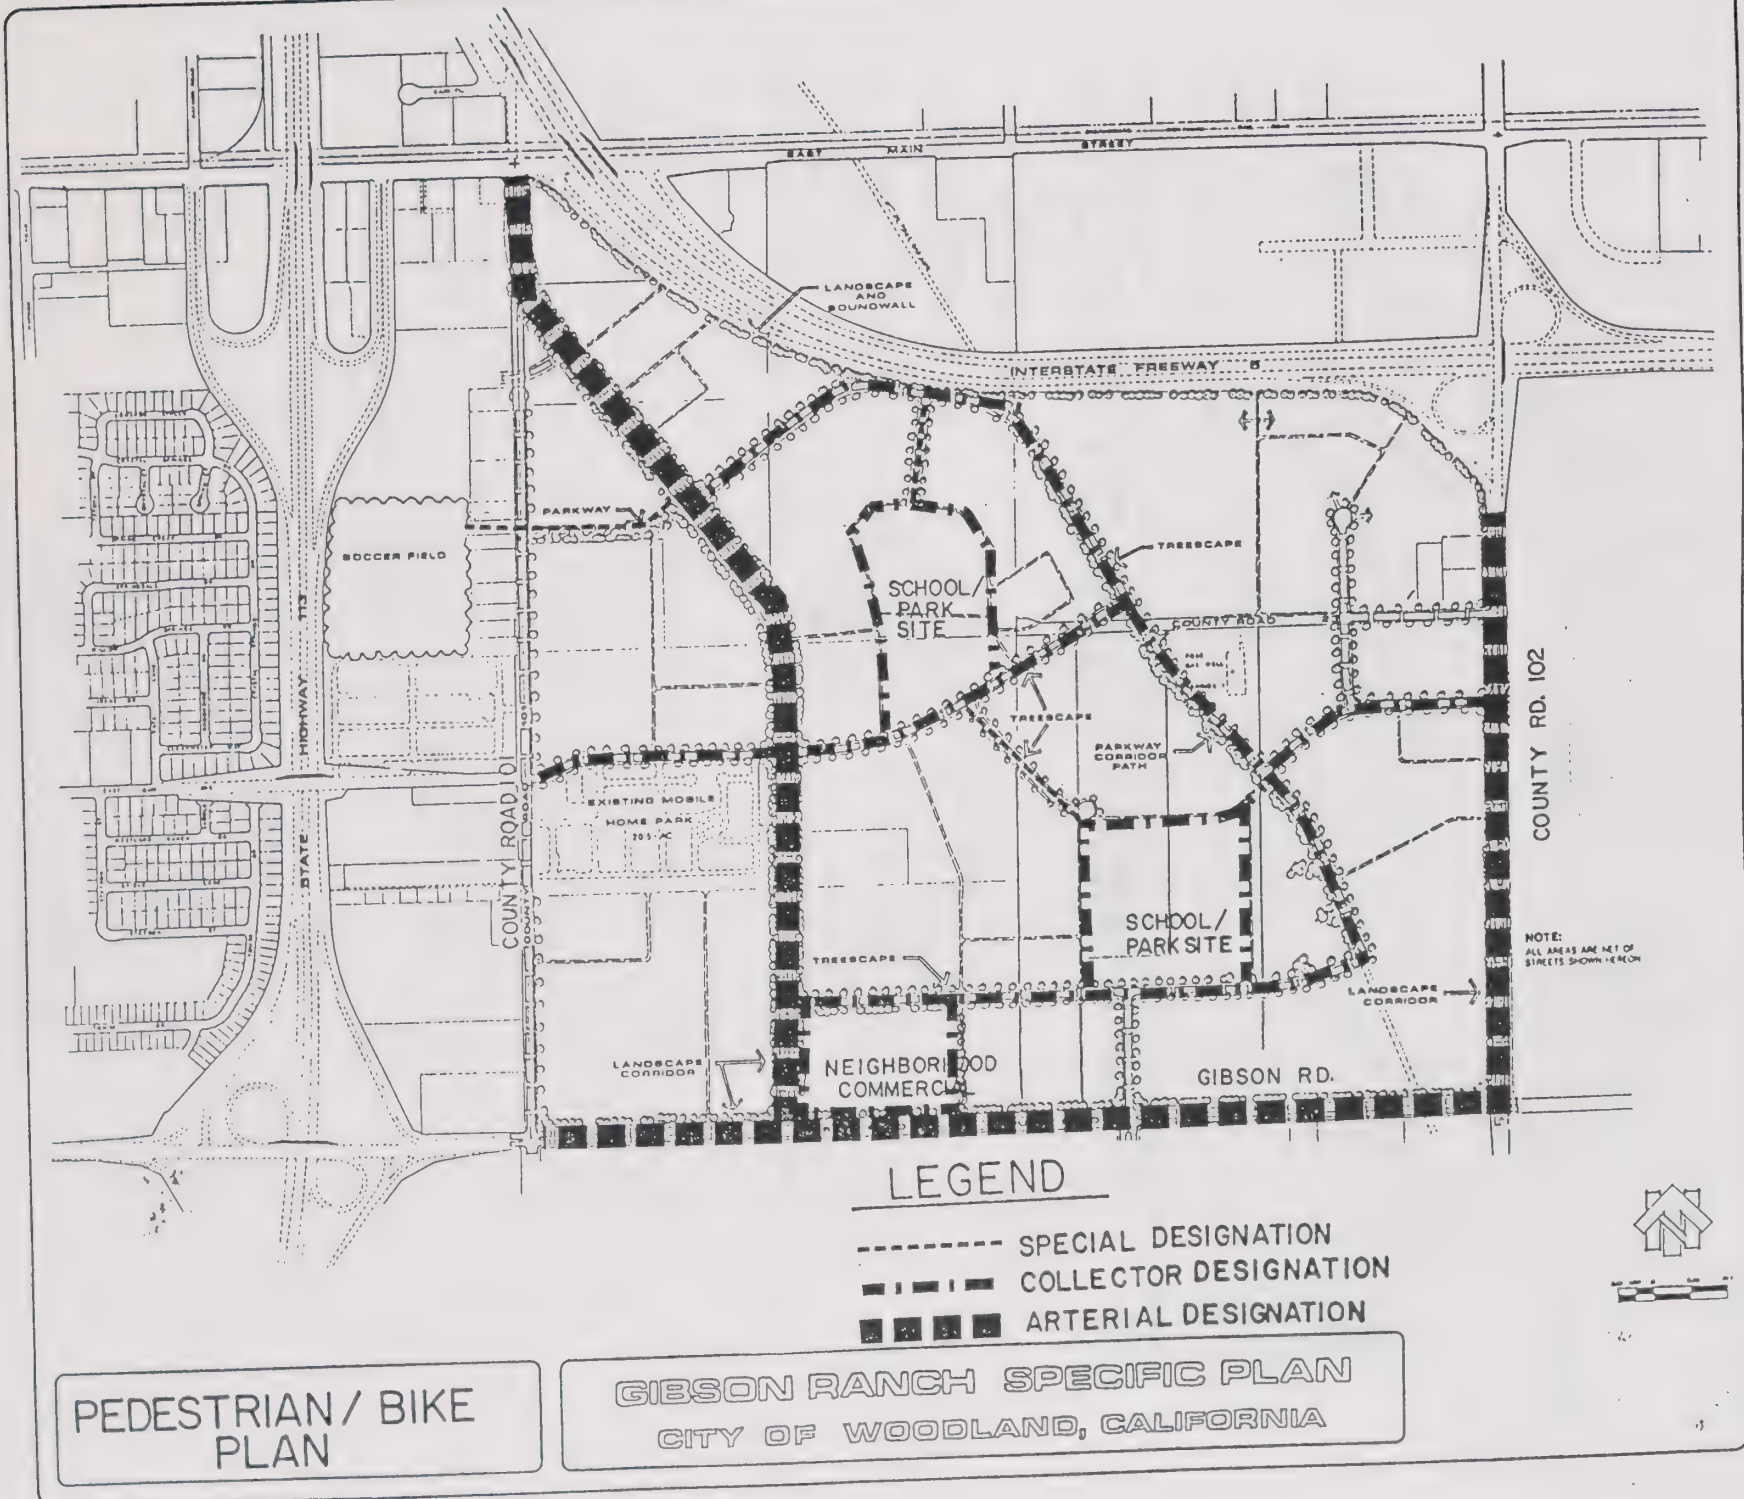 EAST MAIN STREET
LANDSCAPE
AND
SOUNDWALL
INTERSTATE FREEWAY 5
PARKWAY
SOCCER FIELD
TREESCAPE
SCHOOL/
PARK
SITE
COUNTY ROAD
STATE HIGHWAY 113
COUNTY ROAD 101
COUNTY RD. 102
TREESCAPE
PARKWAY
CORRIDOR
PATH
EXISTING MOBILE
HOME PARK
20.5 AC
SCHOOL/
PARK SITE
TREESCAPE
NOTE:
ALL AREAS ARE NET OF
STREETS SHOWN HEREON
LANDSCAPE
CORRIDOR
LANDSCAPE
CORRIDOR
NEIGHBORHOOD
COMMERCIAL
GIBSON RD.
LEGEND
SPECIAL DESIGNATION
COLLECTOR DESIGNATION
ARTERIAL DESIGNATION
PEDESTRIAN / BIKE
PLAN
GIBSON RANCH SPECIFIC PLAN
CITY OF WOODLAND, CALIFORNIA